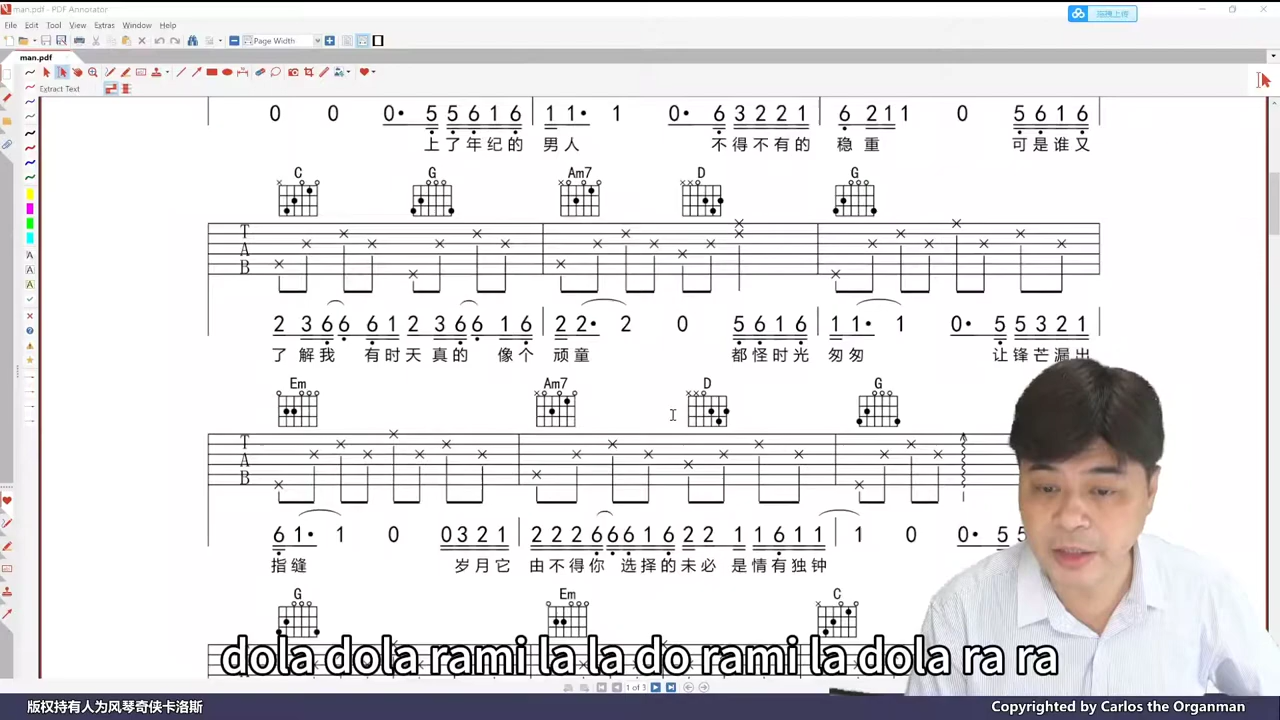 man.pdf - PDF Annotator
拖拽上传
File Edit Tool View Extras Window Help
Page Width
man.pdf
Extract Text
0 0 0· 5 5 6 1 6 1 1· 1 0· 6 3 2 2 1 6 2 1 1 0 5 6 1 6
上 了 年 纪 的 男 人 不 得 不 有 的 稳 重 可 是 谁 又
C G Am7 D G
T
A
B
2 3 6 6 6 1 2 3 6 6 1 6 2 2· 2 0 5 6 1 6 1 1· 1 0· 5 5 3 2 1
了 解 我 有 时 天 真 的 像 个 顽 童 都 怪 时 光 匆 匆 让 锋 芒 漏 出
Em Am7 D G
T
A
B
6 1· 1 0 0 3 2 1 2 2 2 6 6 6 1 6 2 2 1 1 6 1 1 1 0 0· 5 5
指 缝 岁 月 它 由 不 得 你 选 择 的 未 必 是 情 有 独 钟
G Em C
dola dola rami la la do rami la dola ra ra
1 of 3
版权持有人为风琴奇侠卡洛斯
Copyrighted by Carlos the Organman